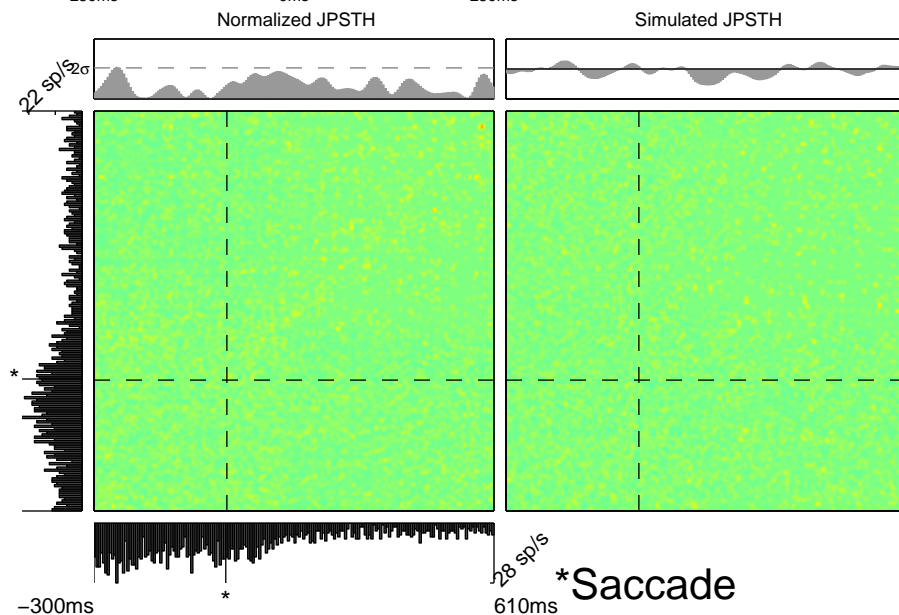 Normalized JPSTH
Simulated JPSTH
2σ
22 sp/s
*
28 sp/s
*
*Saccade
−300ms
610ms